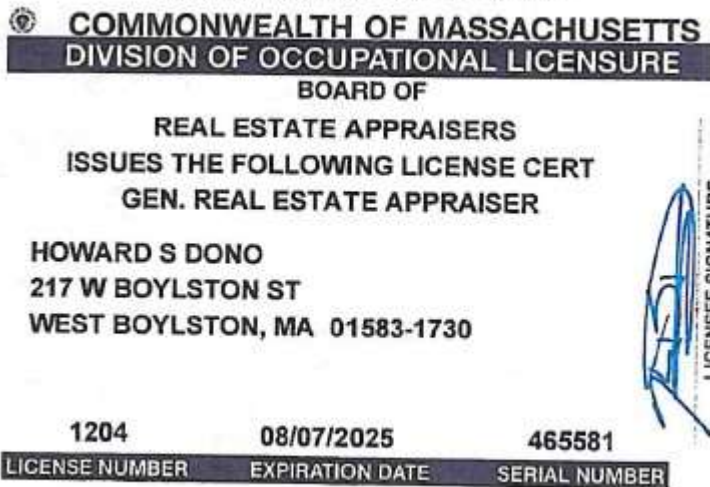 COMMONWEALTH OF MASSACHUSETTS
DIVISION OF OCCUPATIONAL LICENSURE
BOARD OF
REAL ESTATE APPRAISERS
ISSUES THE FOLLOWING LICENSE CERT
GEN. REAL ESTATE APPRAISER
HOWARD S DONO
217 W BOYLSTON ST
WEST BOYLSTON, MA 01583-1730
1204 08/07/2025 465581
LICENSE NUMBER EXPIRATION DATE SERIAL NUMBER
LICENSEE SIGNATURE